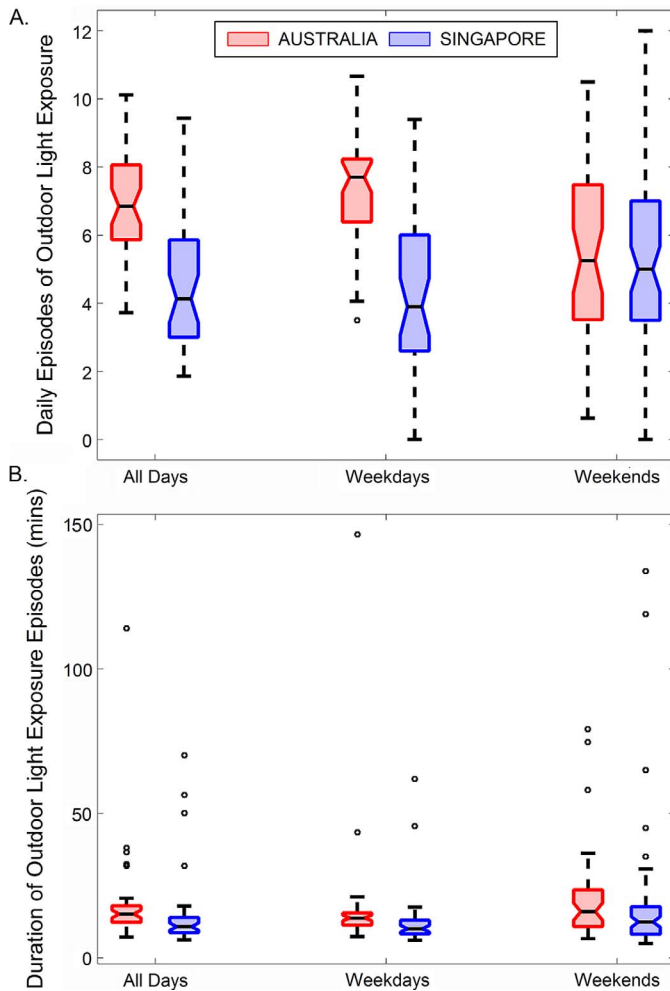 A.
AUSTRALIA SINGAPORE
Daily Episodes of Outdoor Light Exposure
12
10
8
6
4
2
0
All Days Weekdays Weekends
B.
Duration of Outdoor Light Exposure Episodes (mins)
150
100
50
0
All Days Weekdays Weekends